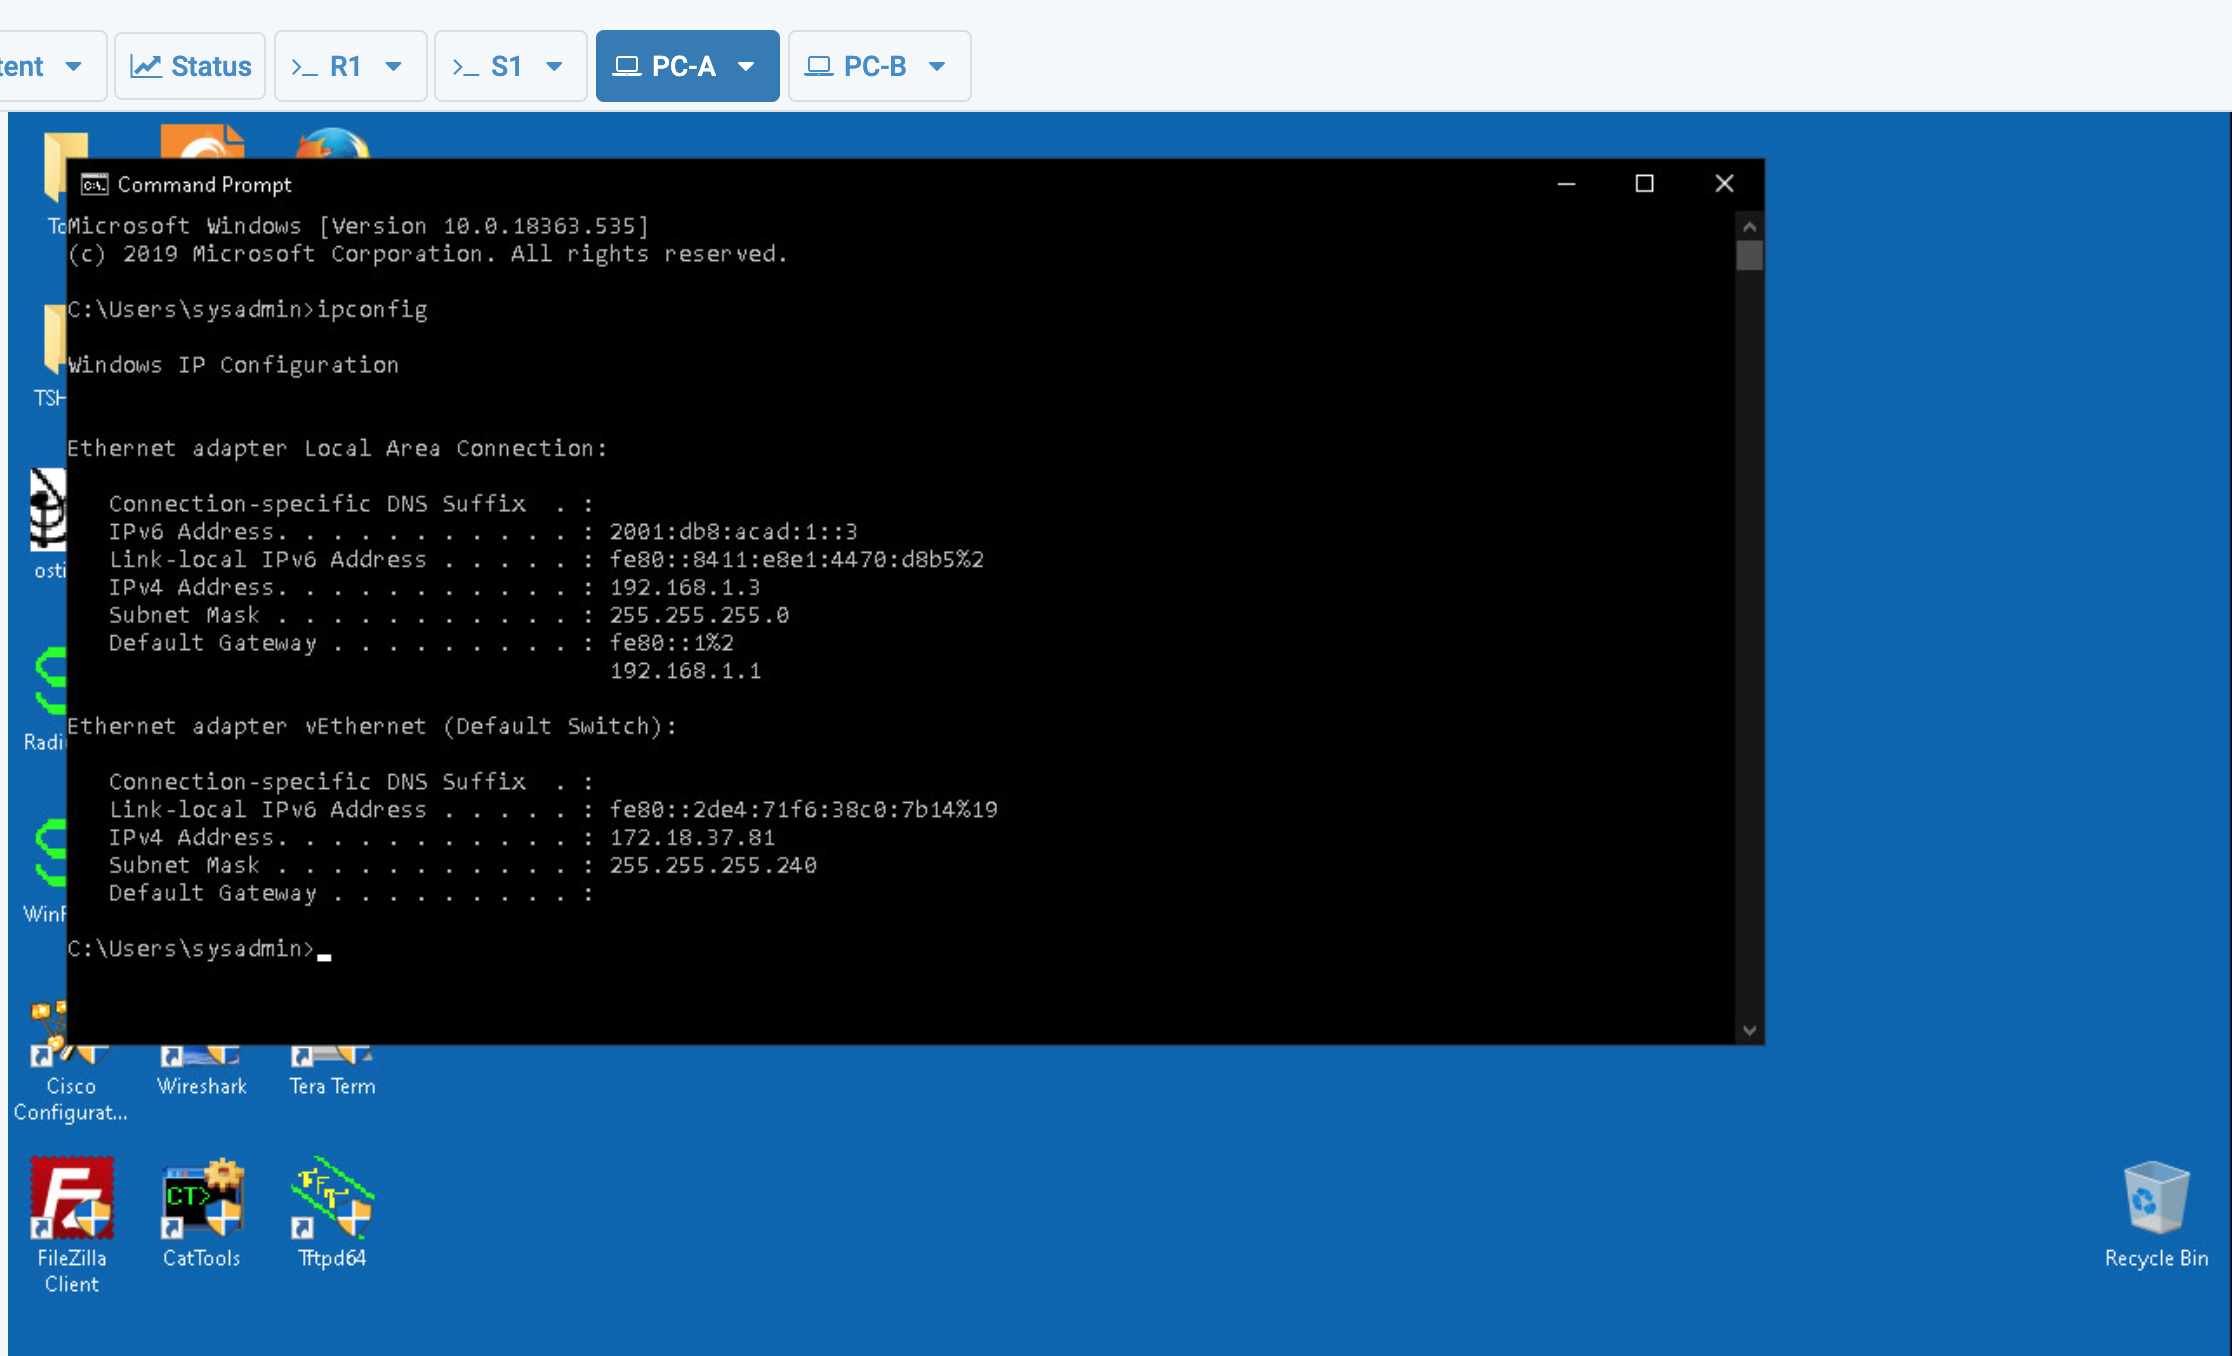 tent
Status
>_ R1
>_ S1
PC-A
PC-B
Command Prompt
Microsoft Windows [Version 10.0.18363.535]
(c) 2019 Microsoft Corporation. All rights reserved.
C:\Users\sysadmin>ipconfig
Windows IP Configuration
Ethernet adapter Local Area Connection:
Connection-specific DNS Suffix  . :
IPv6 Address. . . . . . . . . . . : 2001:db8:acad:1::3
Link-local IPv6 Address . . . . . : fe80::8411:e8e1:4470:d8b5%2
IPv4 Address. . . . . . . . . . . : 192.168.1.3
Subnet Mask . . . . . . . . . . . : 255.255.255.0
Default Gateway . . . . . . . . . : fe80::1%2
192.168.1.1
Ethernet adapter vEthernet (Default Switch):
Connection-specific DNS Suffix  . :
Link-local IPv6 Address . . . . . : fe80::2de4:71f6:38c0:7b14%19
IPv4 Address. . . . . . . . . . . : 172.18.37.81
Subnet Mask . . . . . . . . . . . : 255.255.255.240
Default Gateway . . . . . . . . . :
C:\Users\sysadmin>
To
TSH
osti
Radi
Win
Cisco
Configurat...
Wireshark
Tera Term
FileZilla
Client
CatTools
CT>
Tftpd64
Recycle Bin